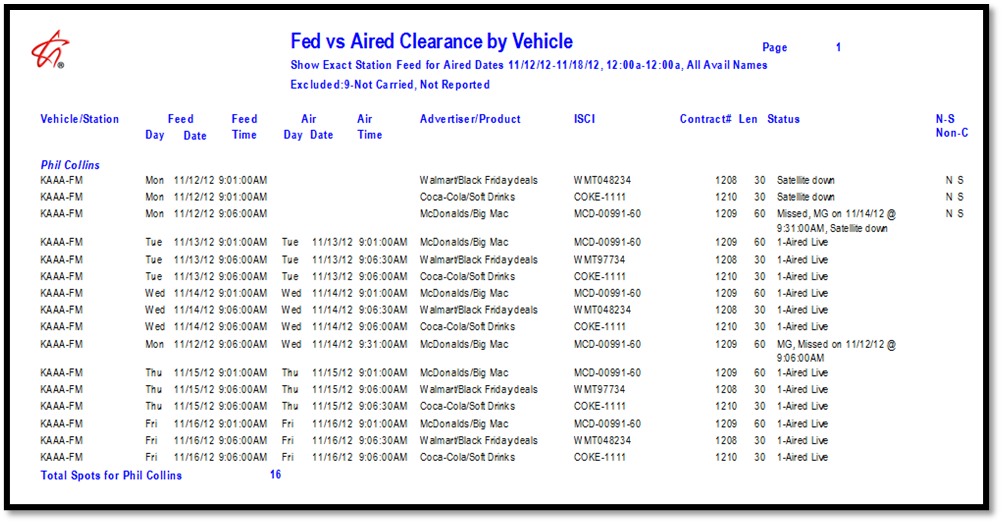 Fed vs Aired Clearance by Vehicle
Page 1
Show Exact Station Feed for Aired Dates 11/12/12-11/18/12, 12:00a-12:00a, All Avail Names
Excluded:9-Not Carried, Not Reported
Vehicle/Station Feed Feed Air Air Advertiser/Product ISCI Contract# Len Status N-S
Day Date Time Day Date Time Non-C
Phil Collins
KAAA-FM Mon 11/12/12 9:01:00AM Walmart/Black Friday deals WMT048234 1208 30 Satellite down N S
KAAA-FM Mon 11/12/12 9:01:00AM Coca-Cola/Soft Drinks COKE-1111 1210 30 Satellite down N S
KAAA-FM Mon 11/12/12 9:06:00AM McDonalds/Big Mac MCD-00991-60 1209 60 Missed, MG on 11/14/12 @ N S
9:31:00AM, Satellite down
KAAA-FM Tue 11/13/12 9:01:00AM Tue 11/13/12 9:01:00AM McDonalds/Big Mac MCD-00991-60 1209 60 1-Aired Live
KAAA-FM Tue 11/13/12 9:06:00AM Tue 11/13/12 9:06:30AM Walmart/Black Friday deals WMT97734 1208 30 1-Aired Live
KAAA-FM Tue 11/13/12 9:06:00AM Tue 11/13/12 9:06:00AM Coca-Cola/Soft Drinks COKE-1111 1210 30 1-Aired Live
KAAA-FM Wed 11/14/12 9:01:00AM Wed 11/14/12 9:01:00AM McDonalds/Big Mac MCD-00991-60 1209 60 1-Aired Live
KAAA-FM Wed 11/14/12 9:06:00AM Wed 11/14/12 9:06:30AM Walmart/Black Friday deals WMT048234 1208 30 1-Aired Live
KAAA-FM Wed 11/14/12 9:06:00AM Wed 11/14/12 9:06:00AM Coca-Cola/Soft Drinks COKE-1111 1210 30 1-Aired Live
KAAA-FM Mon 11/12/12 9:06:00AM Wed 11/14/12 9:31:00AM McDonalds/Big Mac MCD-00991-60 1209 60 MG, Missed on 11/12/12 @
9:06:00AM
KAAA-FM Thu 11/15/12 9:01:00AM Thu 11/15/12 9:01:00AM McDonalds/Big Mac MCD-00991-60 1209 60 1-Aired Live
KAAA-FM Thu 11/15/12 9:06:00AM Thu 11/15/12 9:06:00AM Walmart/Black Friday deals WMT97734 1208 30 1-Aired Live
KAAA-FM Thu 11/15/12 9:06:00AM Thu 11/15/12 9:06:30AM Coca-Cola/Soft Drinks COKE-1111 1210 30 1-Aired Live
KAAA-FM Fri 11/16/12 9:01:00AM Fri 11/16/12 9:01:00AM McDonalds/Big Mac MCD-00991-60 1209 60 1-Aired Live
KAAA-FM Fri 11/16/12 9:06:00AM Fri 11/16/12 9:06:30AM Walmart/Black Friday deals WMT048234 1208 30 1-Aired Live
KAAA-FM Fri 11/16/12 9:06:00AM Fri 11/16/12 9:06:00AM Coca-Cola/Soft Drinks COKE-1111 1210 30 1-Aired Live
Total Spots for Phil Collins 16